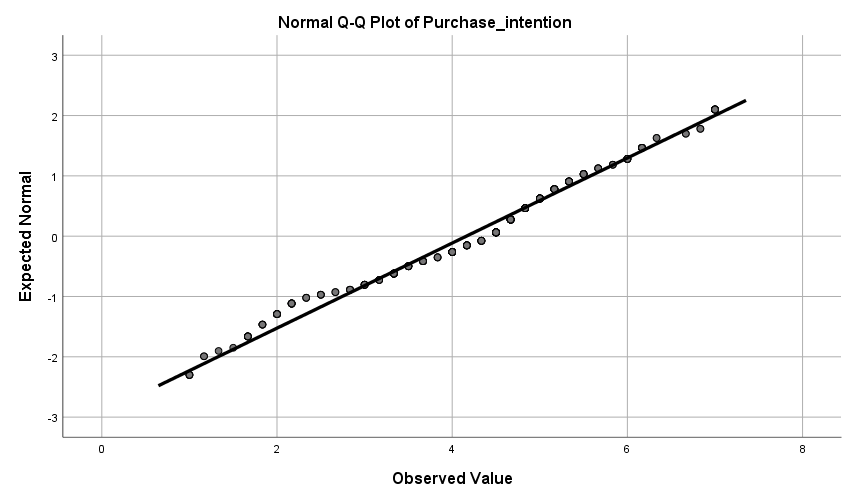 Normal Q-Q Plot of Purchase_intention
3
2
1
0
-1
-2
-3
Expected Normal
0 2 4 6 8
Observed Value